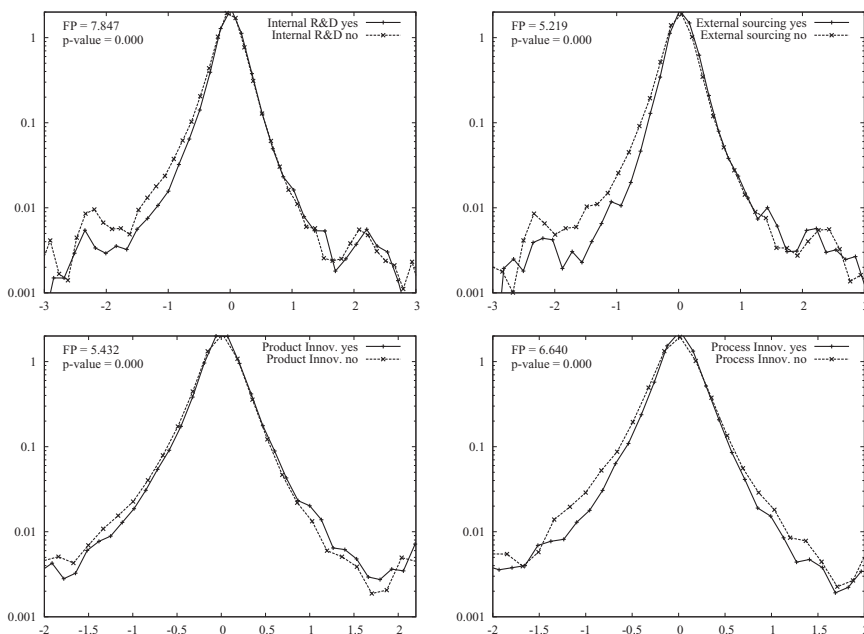 FP = 7.847
p-value = 0.000
Internal R&D yes
Internal R&D no
1
0.1
0.01
0.001
-3 -2 -1 0 1 2 3
FP = 5.219
p-value = 0.000
External sourcing yes
External sourcing no
1
0.1
0.01
0.001
-3 -2 -1 0 1 2 3
FP = 5.432
p-value = 0.000
Product Innov. yes
Product Innov. no
1
0.1
0.01
0.001
-2 -1.5 -1 -0.5 0 0.5 1 1.5 2
FP = 6.640
p-value = 0.000
Process Innov. yes
Process Innov. no
1
0.1
0.01
0.001
-2 -1.5 -1 -0.5 0 0.5 1 1.5 2